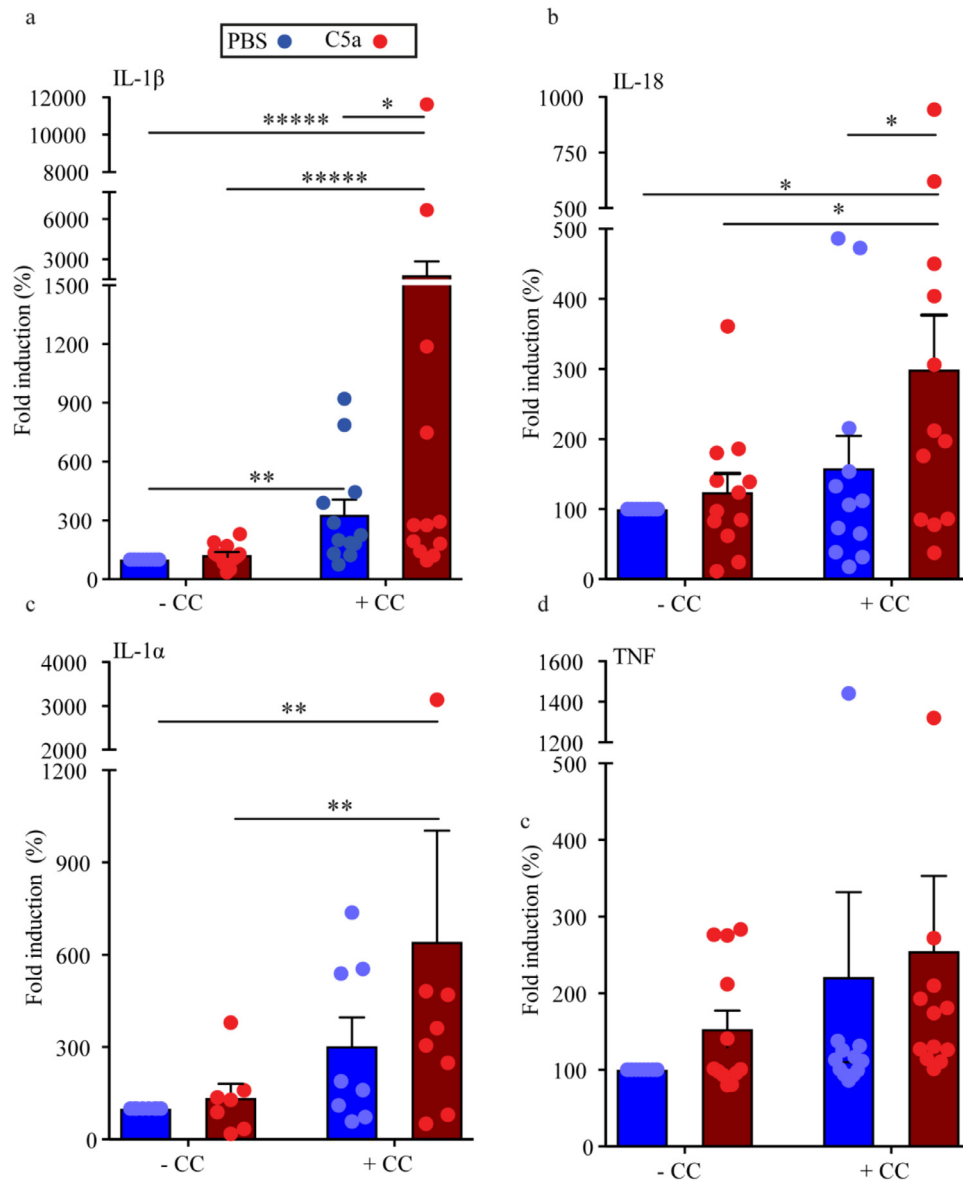 a
PBS C5a
IL-1β
12000
10000
8000
6000
3000
1500
1200
900
600
300
0
Fold induction (%)
*
*****
*****
**
- CC + CC
b
IL-18
1000
750
500
500
400
300
200
100
0
Fold induction (%)
*
*
*
- CC + CC
c
IL-1α
4000
3000
2000
1200
900
600
300
0
Fold induction (%)
**
**
- CC + CC
d
TNF
1600
1400
1200
500
c
400
300
200
100
0
Fold induction (%)
- CC + CC